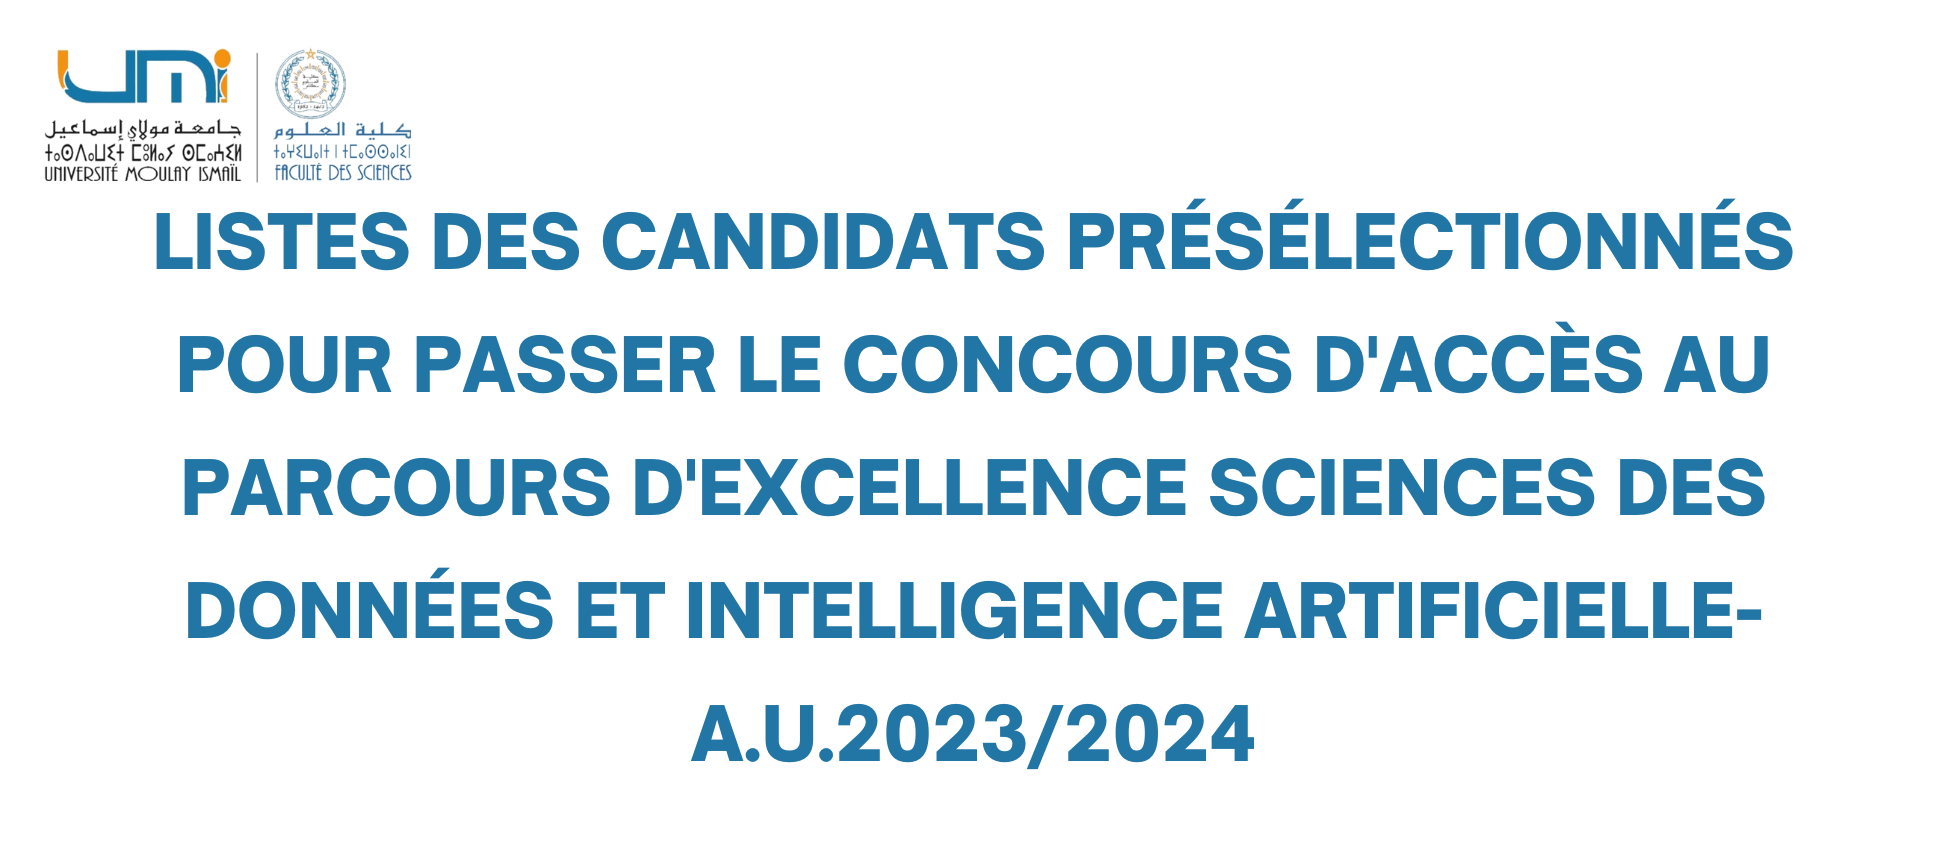 umi
جامعة مولاي إسماعيل
ⵜⴰⵙⴷⴰⵡⵉⵜ ⵎⵓⵍⴰⵢ ⵙⵎⴰⵄⵉⵍ
UNIVERSITÉ MOULAY ISMAÏL
كلية العلوم
ⵜⴰⵖⵉⵡⴰⵏⵜ ⵏ ⵜⵎⴰⵙⵙⴰⵏⵉⵏ
FACULTÉ DES SCIENCES
LISTES DES CANDIDATS PRÉSÉLECTIONNÉS
POUR PASSER LE CONCOURS D'ACCÈS AU
PARCOURS D'EXCELLENCE SCIENCES DES
DONNÉES ET INTELLIGENCE ARTIFICIELLE-
A.U.2023/2024